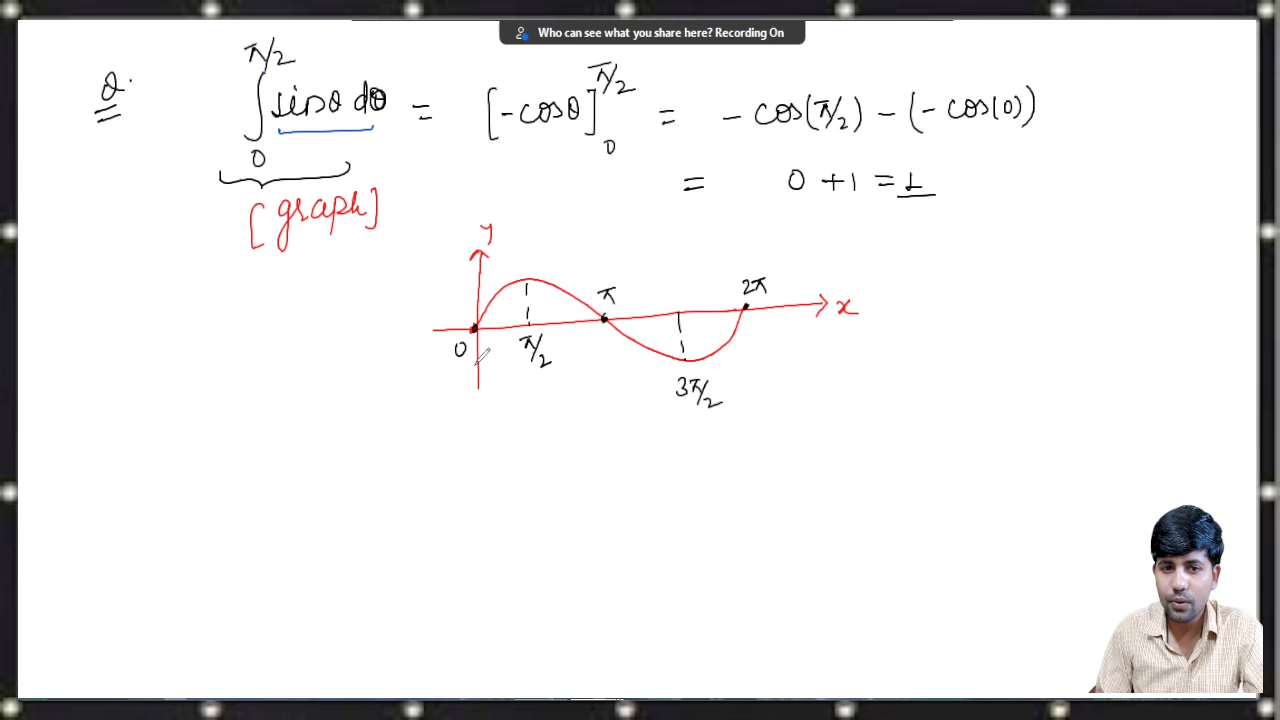 Who can see what you share here? Recording On
Q. ∫₀^π/2 sinθ dθ = [-cosθ]₀^π/2 = - cos(π/2) - (- cos(0))
= 0 + 1 = 1
[graph]
y
2π
π
x
0
π/2
3π/2